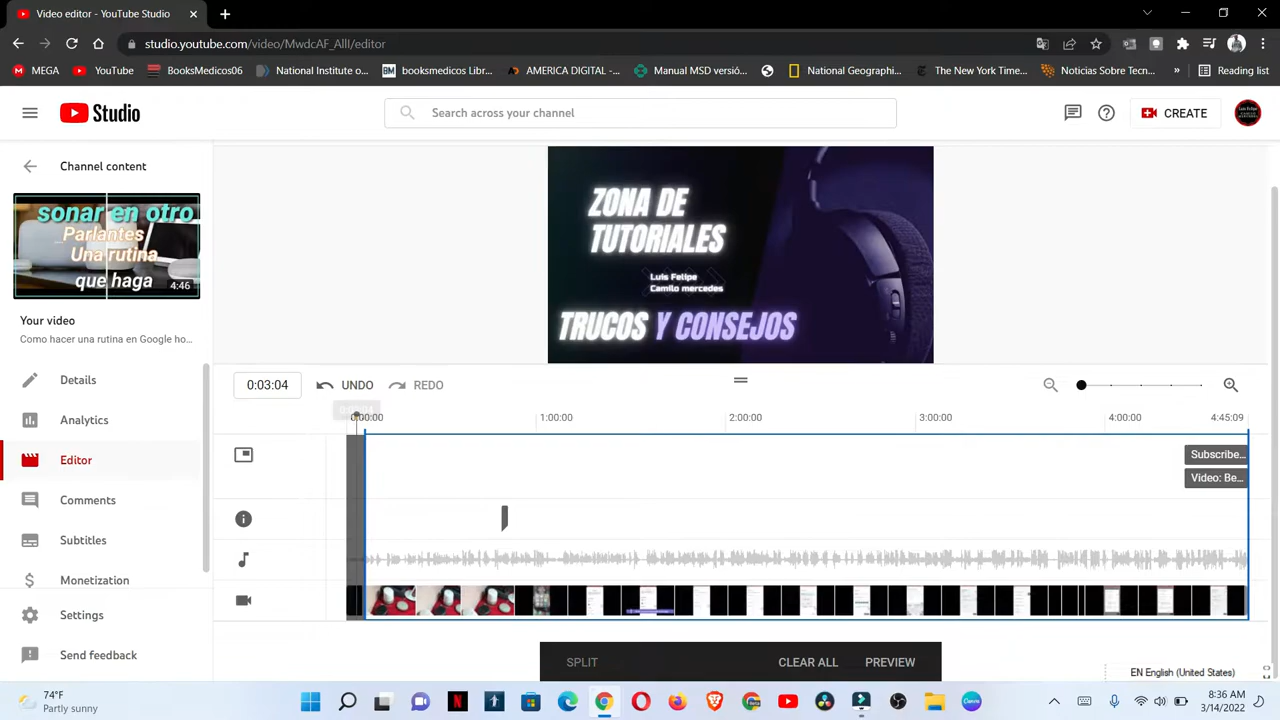 Video editor - YouTube Studio
studio.youtube.com/video/MwdcAF_AllI/editor
MEGA
YouTube
BooksMedicos06
National Institute o...
booksmedicos Libr...
AMERICA DIGITAL -...
Manual MSD versió...
National Geographi...
The New York Time...
Noticias Sobre Tecn...
»
Reading list
Studio
Search across your channel
CREATE
Channel content
sonar en otro
Parlantes
Una rutina
que haga
4:46
Your video
Como hacer una rutina en Google ho...
Details
Analytics
Editor
Comments
Subtitles
Monetization
Settings
Send feedback
ZONA DE
TUTORIALES
Luis Felipe
Camilo mercedes
TRUCOS Y CONSEJOS
0:03:04
UNDO
REDO
0:00:00
1:00:00
2:00:00
3:00:00
4:00:00
4:45:09
Subscribe...
Video: Be...
SPLIT
CLEAR ALL
PREVIEW
EN English (United States)
74°F
Partly sunny
8:36 AM
3/14/2022